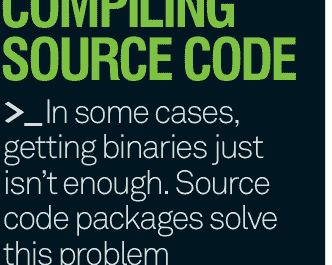 COMPILING
SOURCE CODE
>_In some cases,
getting binaries just
isn't enough. Source
code packages solve
this problem